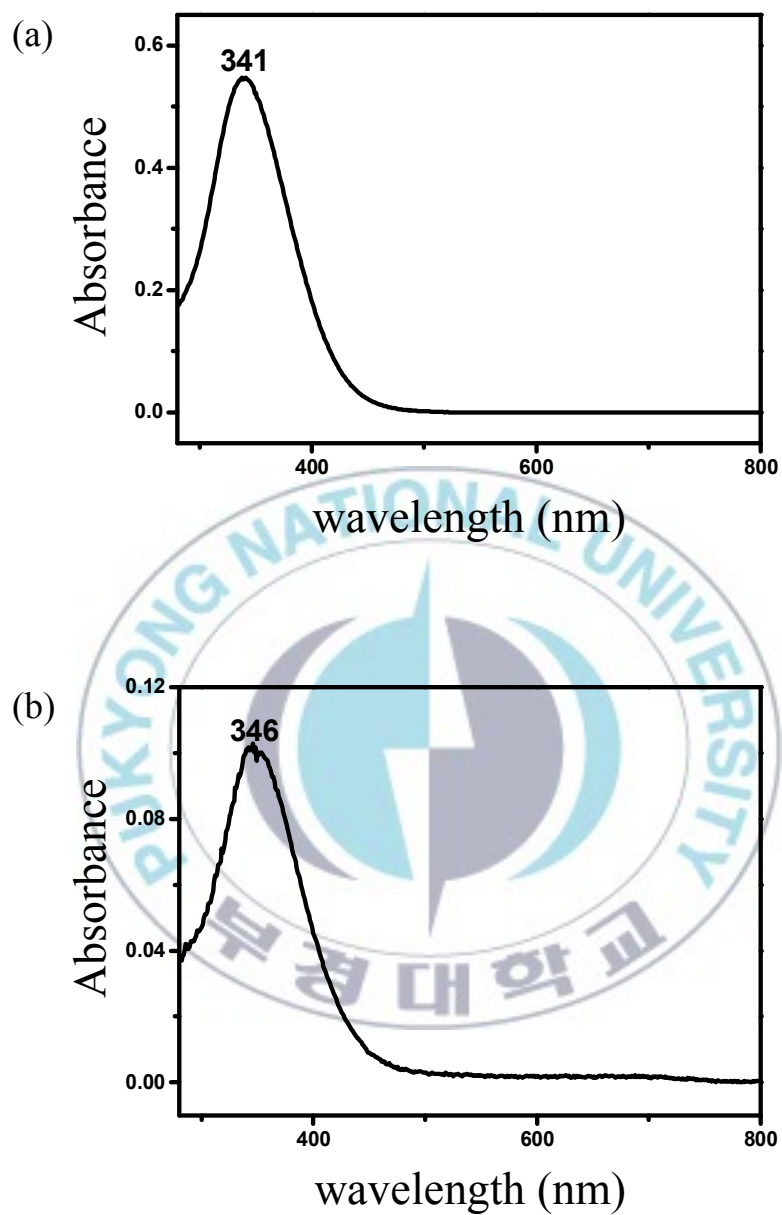 (a)
0.6
341
0.4
0.2
0.0
Absorbance
400
600
800
wavelength (nm)
PUKYONG NATIONAL UNIVERSITY
(b)
0.12
346
0.08
0.04
0.00
Absorbance
부경대학교
400
600
800
wavelength (nm)